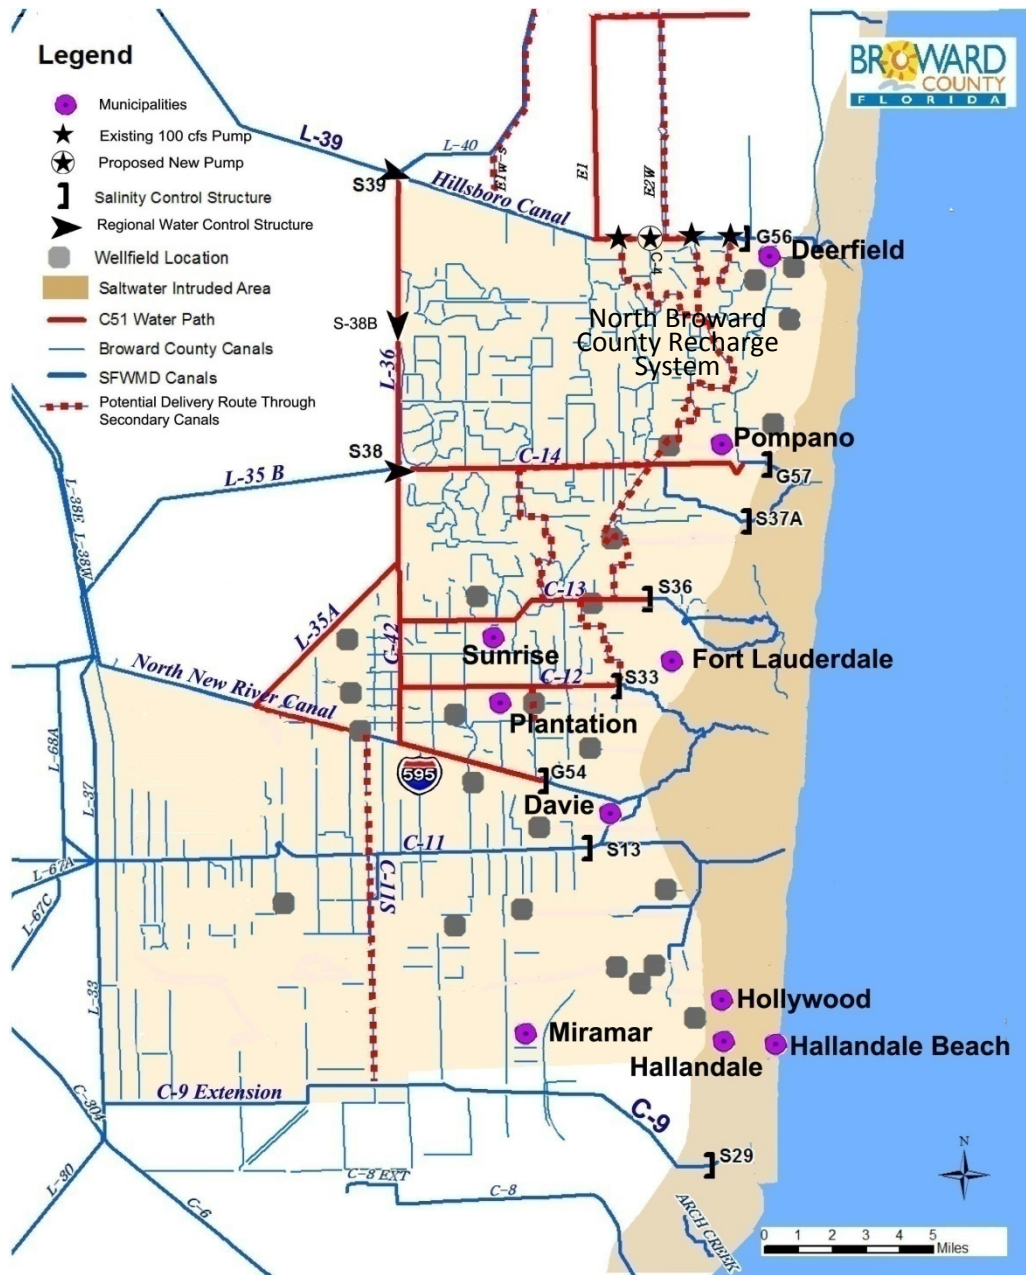 Legend
Municipalities
Existing 100 cfs Pump
Proposed New Pump
Salinity Control Structure
Regional Water Control Structure
Wellfield Location
Saltwater Intruded Area
C51 Water Path
Broward County Canals
SFWMD Canals
Potential Delivery Route Through
Secondary Canals
BROWARD
COUNTY
FLORIDA
L-39
L-40
E1W-S
E1
E2W
S39
Hillsboro Canal
C-4
G56
Deerfield
S-38B
L-36
North Broward
County Recharge
System
Pompano
S38
C-14
G57
L-35 B
S37A
L-38E
L-38W
C-13
S36
L-35A
C-42
Sunrise
Fort Lauderdale
North New River Canal
C-12
S33
Plantation
L-68A
595
G54
L-37
Davie
C-11
S13
L-67A
C-11S
L-67C
L-33
Hollywood
Miramar
Hallandale
Hallandale Beach
C-9 Extension
C-9
C-304
S29
L-30
C-8 EXT
C-8
C-6
ARCH CREEK
N
0 1 2 3 4 5
Miles